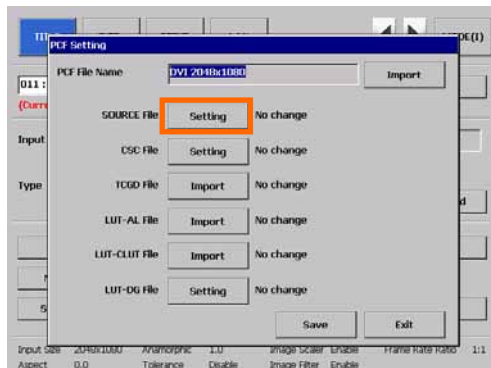 PCF Setting
PCF File Name DVI 2048x1080 Import
011 :
SOURCE File Setting No change
Input
CSC File Setting No change
Type
TCGD File Import No change
LUT-AL File Import No change
LUT-CLUT File Import No change
LUT-DG File Setting No change
Save Exit
Input Size 2048x1080 Anamorphic 1.0 Image Scaler Enable Frame Rate Ratio 1:1
Aspect 0.0 Tolerance Disable Image Filter Enable